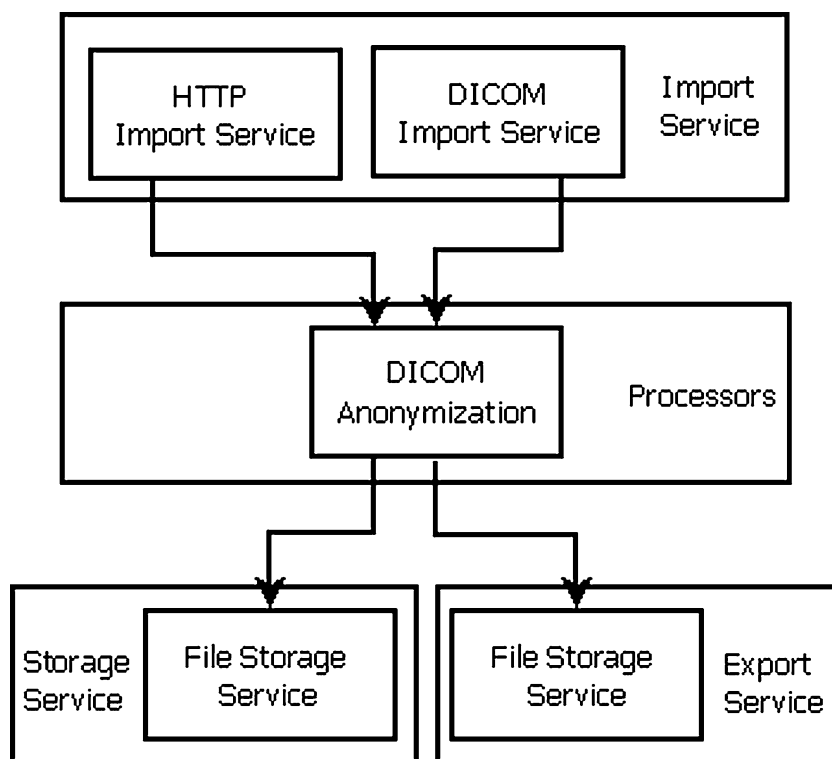 HTTP
Import Service
DICOM
Import Service
Import
Service
DICOM
Anonymization
Processors
Storage
Service
File Storage
Service
File Storage
Service
Export
Service